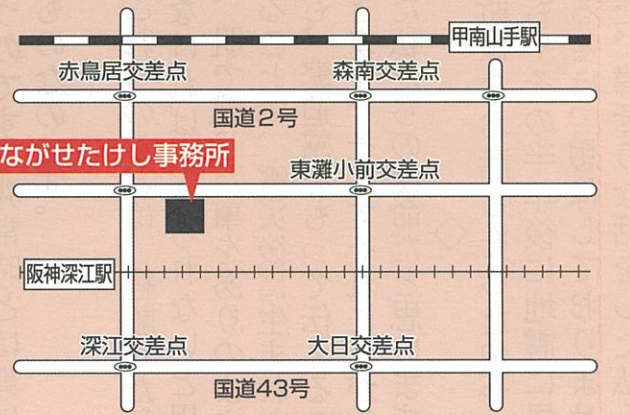 甲南山手駅
赤鳥居交差点
森南交差点
国道2号
ながせたけし事務所
東灘小前交差点
阪神深江駅
深江交差点
大日交差点
国道43号